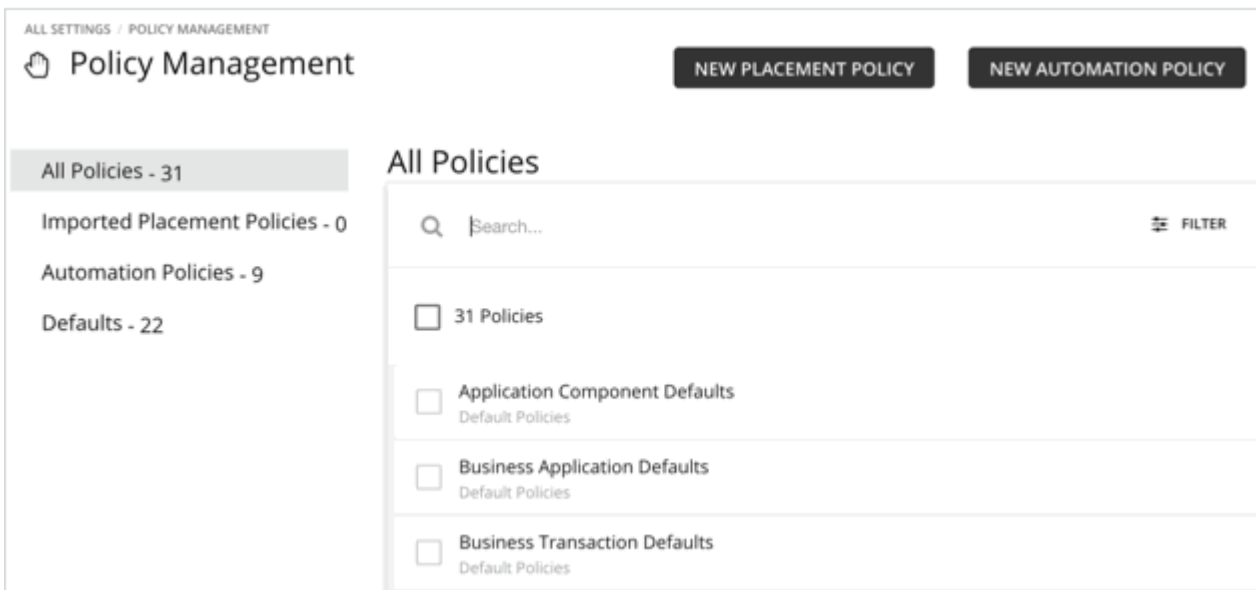 ALL SETTINGS / POLICY MANAGEMENT
Policy Management
NEW PLACEMENT POLICY
NEW AUTOMATION POLICY
All Policies - 31
Imported Placement Policies - 0
Automation Policies - 9
Defaults - 22
All Policies
Search...
FILTER
31 Policies
Application Component Defaults
Default Policies
Business Application Defaults
Default Policies
Business Transaction Defaults
Default Policies